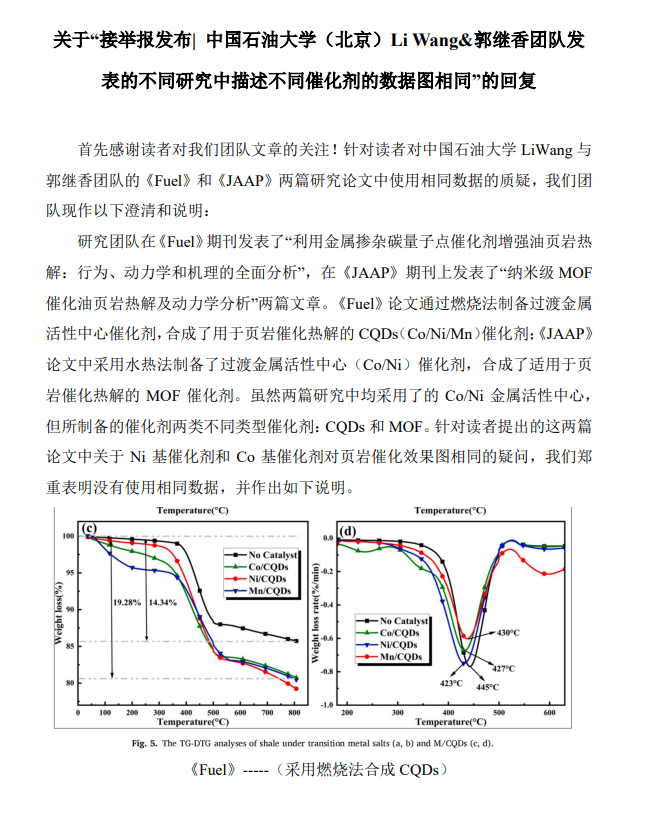 关于“接举报发布| 中国石油大学（北京）Li Wang&郭继香团队发
表的不同研究中描述不同催化剂的数据图相同”的回复
首先感谢读者对我们团队文章的关注！针对读者对中国石油大学 LiWang 与
郭继香团队的《Fuel》和《JAAP》两篇研究论文中使用相同数据的质疑，我们团
队现作以下澄清和说明：
研究团队在《Fuel》期刊发表了“利用金属掺杂碳量子点催化剂增强油页岩热
解：行为、动力学和机理的全面分析”，在《JAAP》期刊上发表了“纳米级 MOF
催化油页岩热解及动力学分析”两篇文章。《Fuel》论文通过燃烧法制备过渡金属
活性中心催化剂，合成了用于页岩催化热解的 CQDs（Co/Ni/Mn）催化剂；《JAAP》
论文中采用水热法制备了过渡金属活性中心（Co/Ni）催化剂，合成了适用于页
岩催化热解的 MOF 催化剂。虽然两篇研究中均采用了的 Co/Ni 金属活性中心，
但所制备的催化剂两类不同类型催化剂：CQDs 和 MOF。针对读者提出的这两篇
论文中关于 Ni 基催化剂和 Co 基催化剂对页岩催化效果图相同的疑问，我们郑
重表明没有使用相同数据，并作出如下说明。
Temperature(°C)
(c)
No Catalyst
Co/CQDs
Ni/CQDs
Mn/CQDs
19.28%
14.34%
Weight loss(%)
100
95
90
85
80
0 100 200 300 400 500 600 700 800
Temperature(°C)
Temperature(°C)
(d)
No Catalyst
Co/CQDs
Ni/CQDs
Mn/CQDs
430°C
427°C
423°C
445°C
Weight loss rate(%/min)
0.0
-0.2
-0.4
-0.6
-0.8
-1.0
200 300 400 500 600
Temperature(°C)
Fig. 5. The TG-DTG analyses of shale under transition metal salts (a, b) and M/CQDs (c, d).
《Fuel》-----（采用燃烧法合成 CQDs）